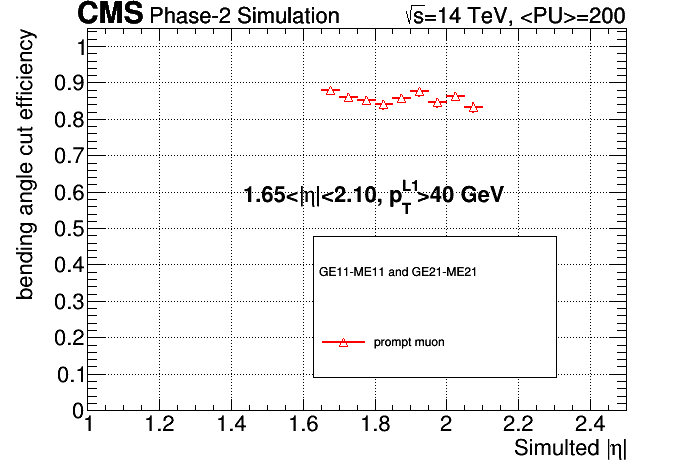 CMS Phase-2 Simulation √s=14 TeV, <PU>=200
bending angle cut efficiency
1
0.9
0.8
0.7
0.6
0.5
0.4
0.3
0.2
0.1
0
1.65<|η|<2.10, p_T^L1>40 GeV
GE11-ME11 and GE21-ME21
prompt muon
1 1.2 1.4 1.6 1.8 2 2.2 2.4
Simulted |η|